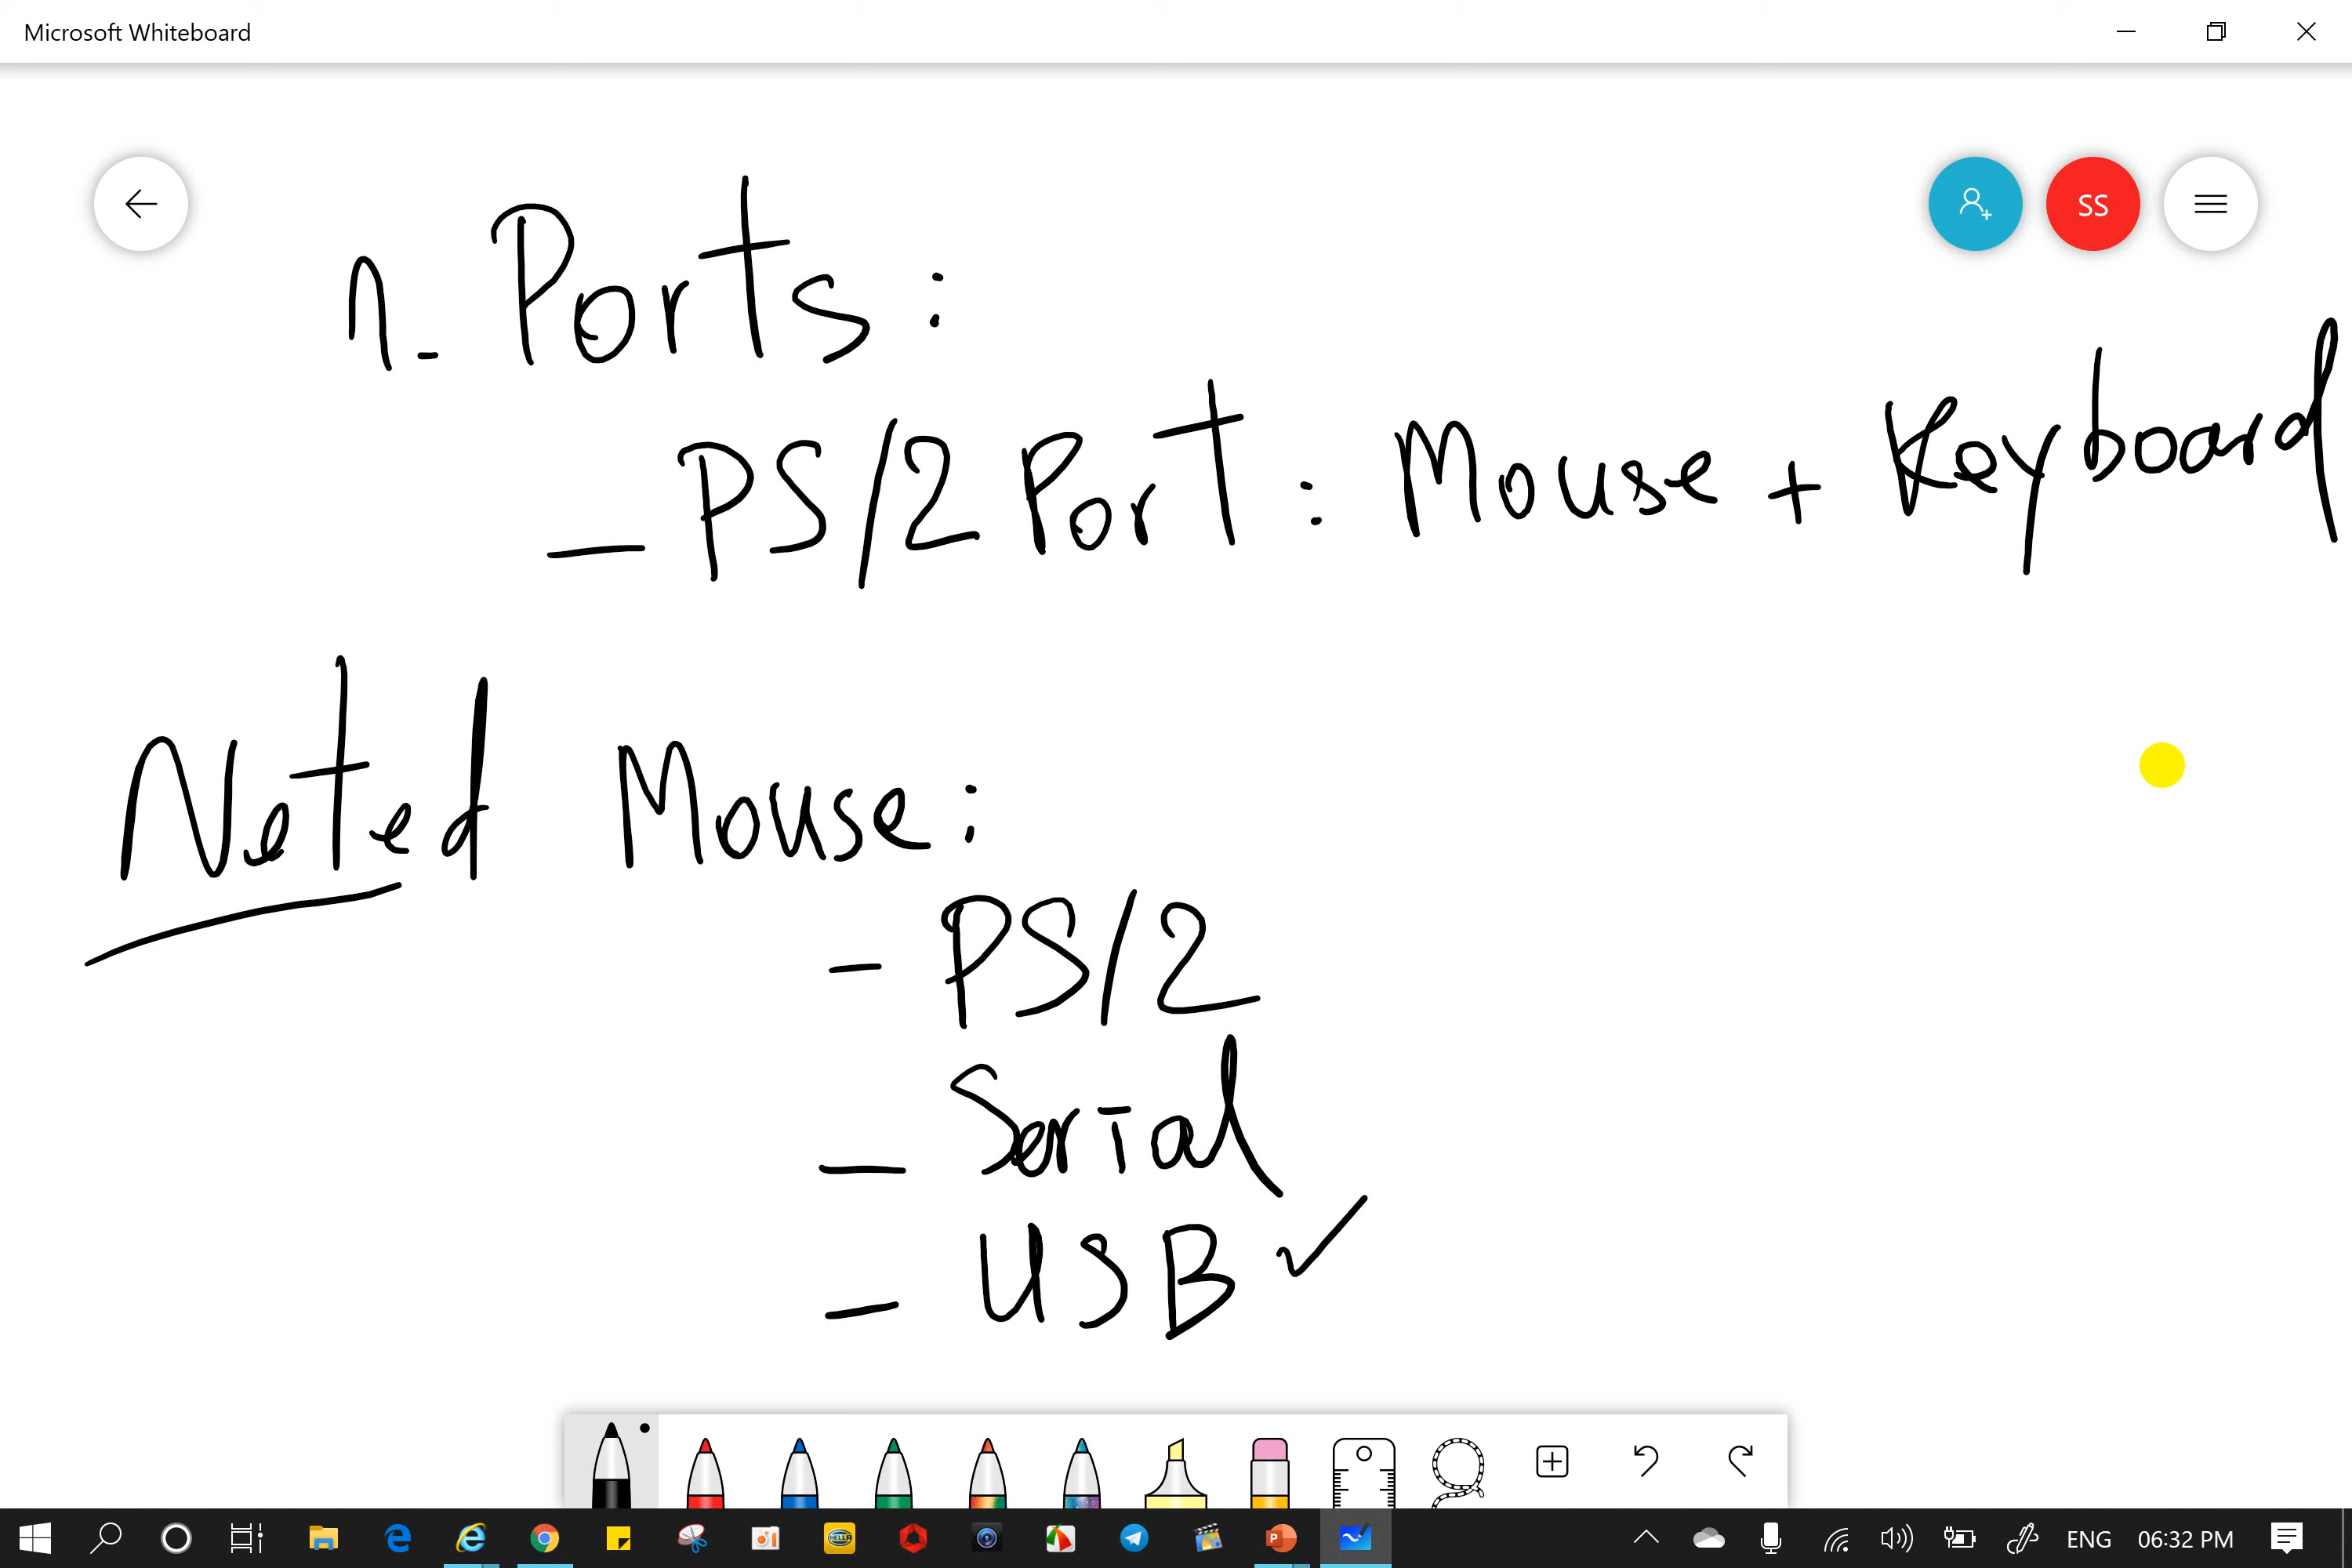 Microsoft Whiteboard
SS
1- Ports :
- PS/2 Port : Mouse + Keyboard
Noted Mouse :
- PS/2
- Serial
- USB ✓
HELLA
ENG 06:32 PM